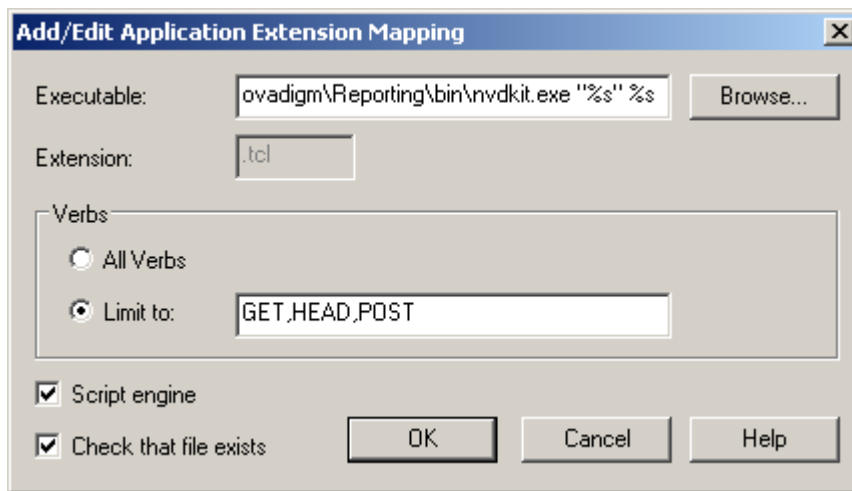 Add/Edit Application Extension Mapping
Executable: ovadigm\Reporting\bin\nvdkit.exe "%s" %s Browse...
Extension: .tcl
Verbs
All Verbs
Limit to: GET,HEAD,POST
Script engine
Check that file exists OK Cancel Help